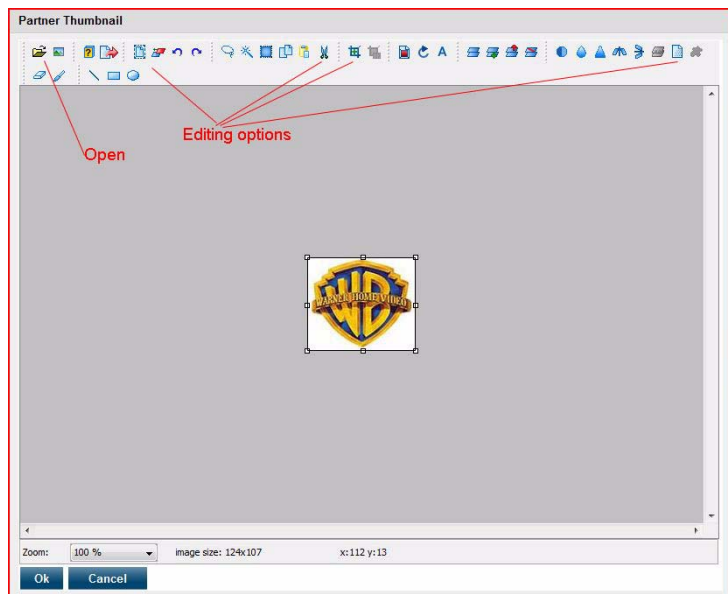 Partner Thumbnail
A
Editing options
Open
WARNER HOME VIDEO
WB
Zoom: 100 % image size: 124x107 x:112 y:13
Ok Cancel